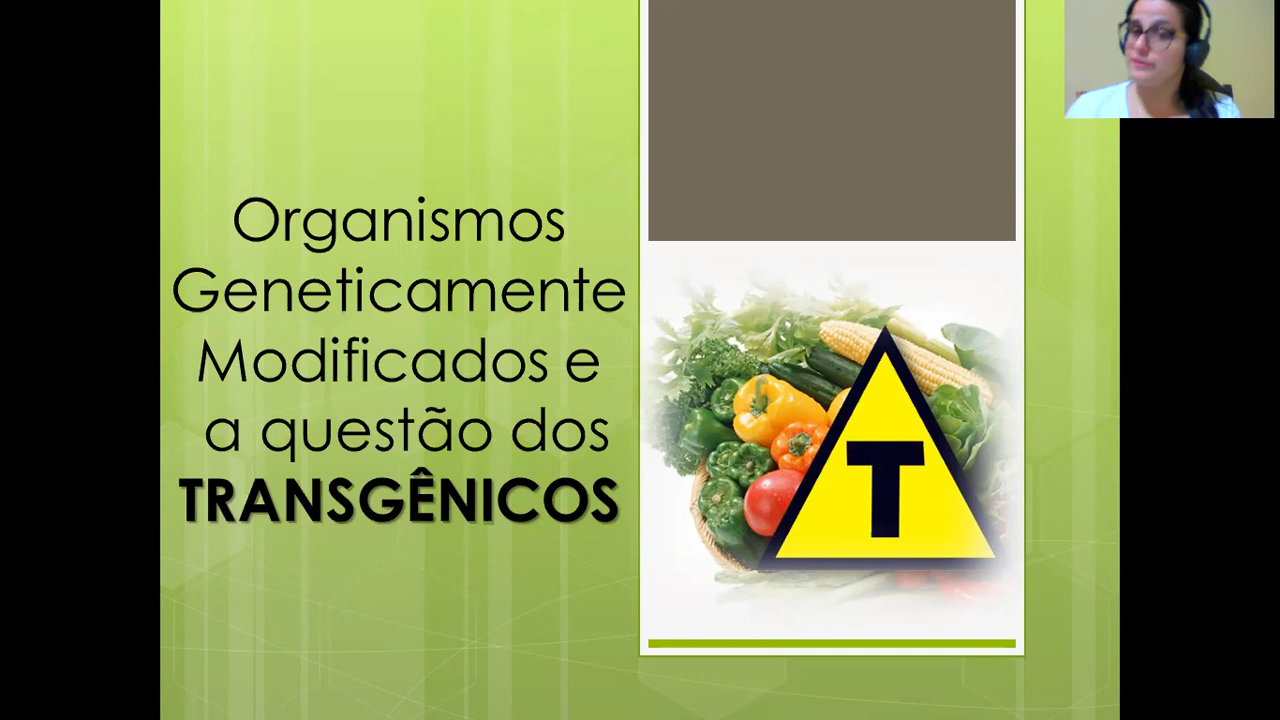 Organismos
Geneticamente
Modificados e
a questão dos
TRANSGÊNICOS
T